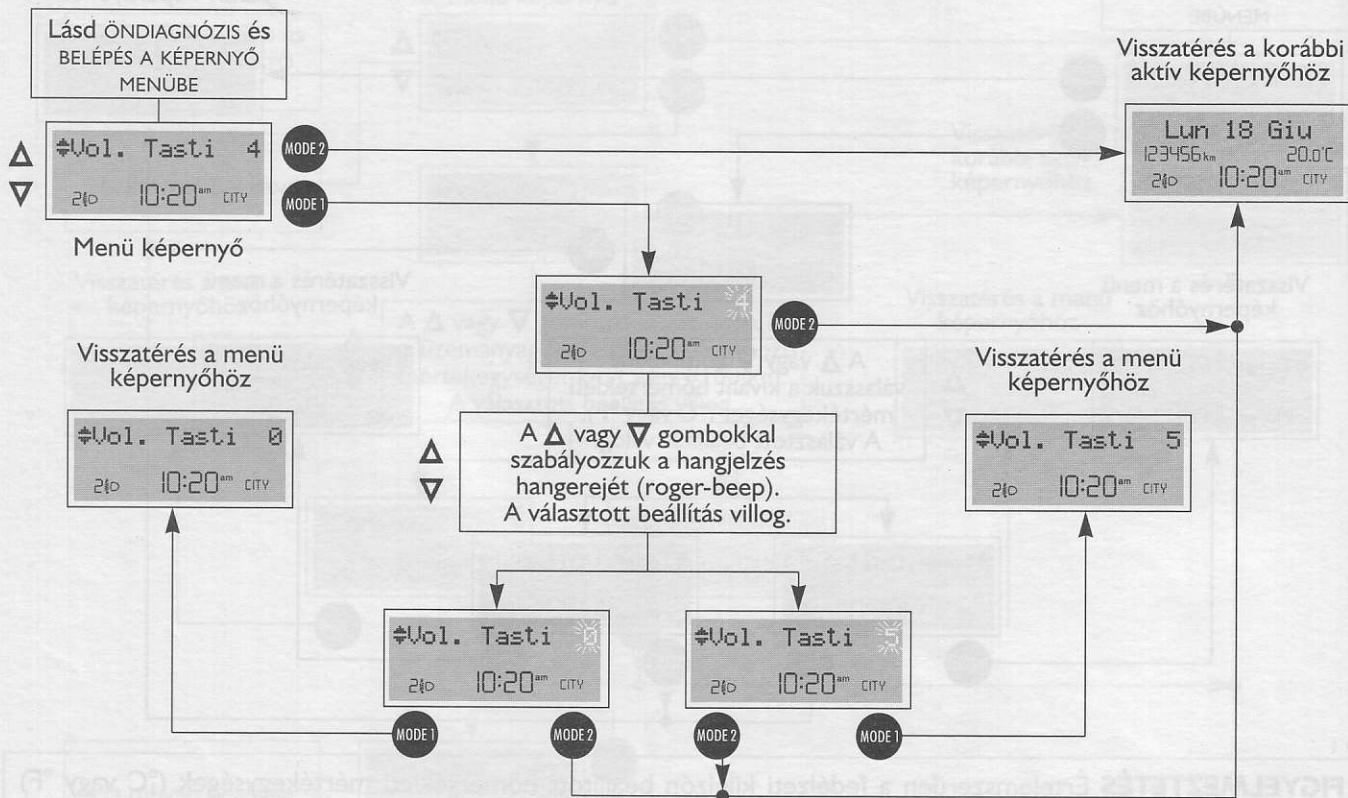 Lásd ÖNDIAGNÓZIS és
BELÉPÉS A KÉPERNYŐ
MENÜBE
Vol. Tasti 4
10:20 am CITY
MODE 2
MODE 1
Menü képernyő
Visszatérés a korábbi
aktív képernyőhöz
Lun 18 Giu
123456 km 20.0°C
10:20 am CITY
Vol. Tasti 4
10:20 am CITY
MODE 2
Visszatérés a menü
képernyőhöz
Vol. Tasti 0
10:20 am CITY
A Δ vagy ∇ gombokkal
szabályozzuk a hangjelzés
hangerejét (roger-beep).
A választott beállítás villog.
Visszatérés a menü
képernyőhöz
Vol. Tasti 5
10:20 am CITY
Vol. Tasti 0
10:20 am CITY
MODE 1
MODE 2
Vol. Tasti 5
10:20 am CITY
MODE 2
MODE 1